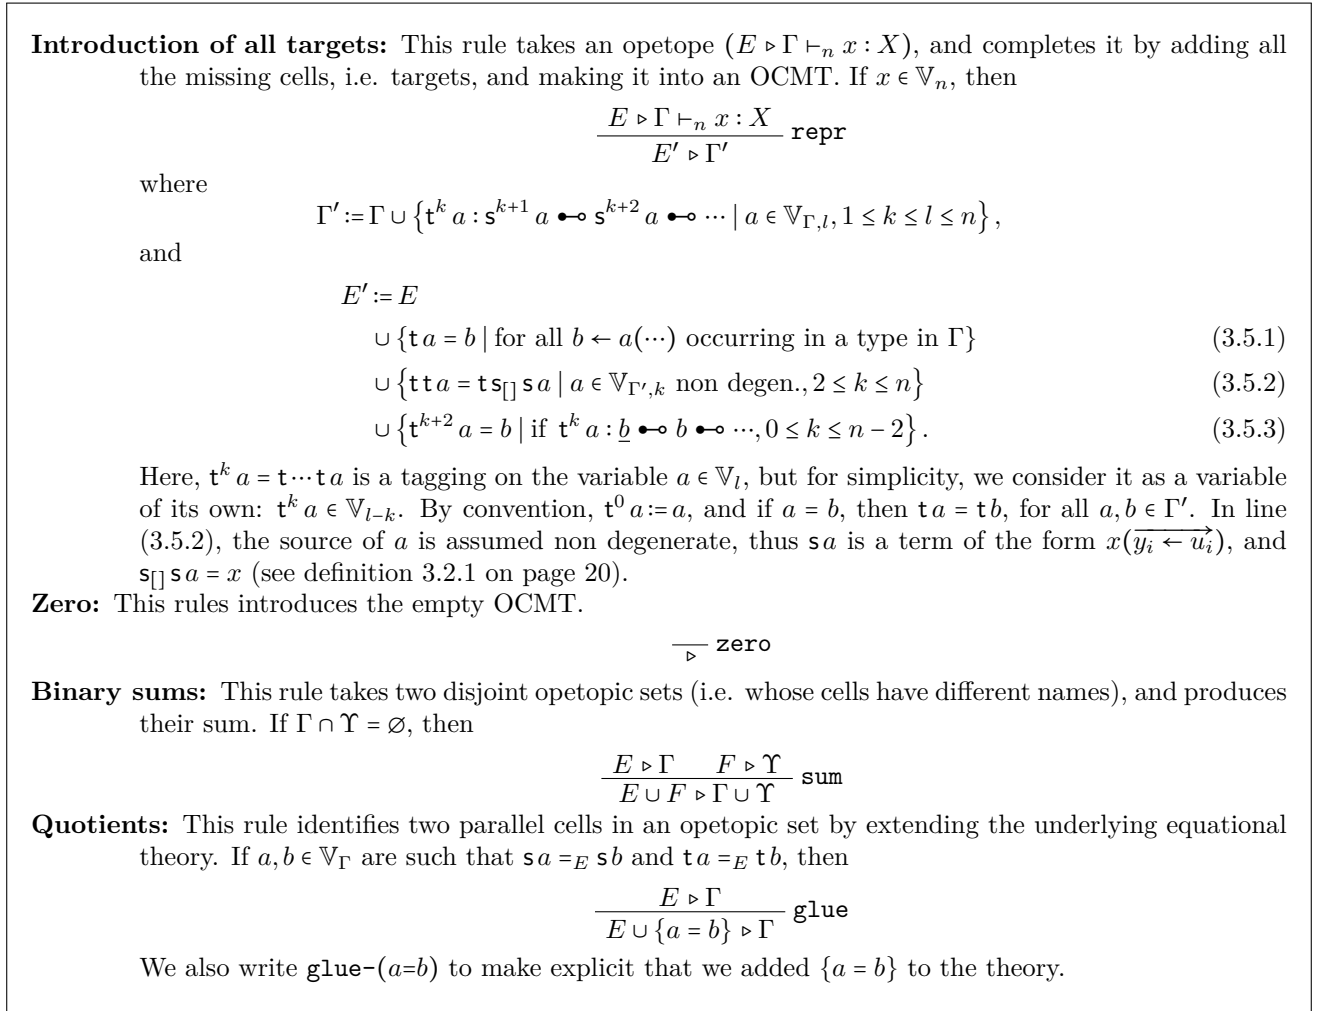 Introduction of all targets: This rule takes an opetope (E ▹ Γ ⊢ₙ x : X), and completes it by adding all
the missing cells, i.e. targets, and making it into an OCMT. If x ∈ 𝕍ₙ, then
E ▹ Γ ⊢ₙ x : X
repr
E′ ▹ Γ′
where
Γ′ := Γ ∪ {tᵏ a : sᵏ⁺¹ a ⊷ sᵏ⁺² a ⊷ ⋯ | a ∈ 𝕍_{Γ,l}, 1 ≤ k ≤ l ≤ n},
and
E′ := E
∪ {t a = b | for all b ← a(⋯) occurring in a type in Γ} (3.5.1)
∪ {t t a = t s_{[]} s a | a ∈ 𝕍_{Γ′,k} non degen., 2 ≤ k ≤ n} (3.5.2)
∪ {tᵏ⁺² a = b | if tᵏ a : b̲ ⊷ b ⊷ ⋯, 0 ≤ k ≤ n − 2}. (3.5.3)
Here, tᵏ a = t⋯t a is a tagging on the variable a ∈ 𝕍_l, but for simplicity, we consider it as a variable
of its own: tᵏ a ∈ 𝕍_{l−k}. By convention, t⁰ a := a, and if a = b, then t a = t b, for all a, b ∈ Γ′. In line
(3.5.2), the source of a is assumed non degenerate, thus s a is a term of the form x(\overrightarrow{y_i ← u_i}), and
s_{[]} s a = x (see definition 3.2.1 on page 20).
Zero: This rules introduces the empty OCMT.
zero
▹
Binary sums: This rule takes two disjoint opetopic sets (i.e. whose cells have different names), and produces
their sum. If Γ ∩ ϒ = ∅, then
E ▹ Γ F ▹ ϒ
sum
E ∪ F ▹ Γ ∪ ϒ
Quotients: This rule identifies two parallel cells in an opetopic set by extending the underlying equational
theory. If a, b ∈ 𝕍_Γ are such that s a =_E s b and t a =_E t b, then
E ▹ Γ
glue
E ∪ {a = b} ▹ Γ
We also write glue-(a=b) to make explicit that we added {a = b} to the theory.